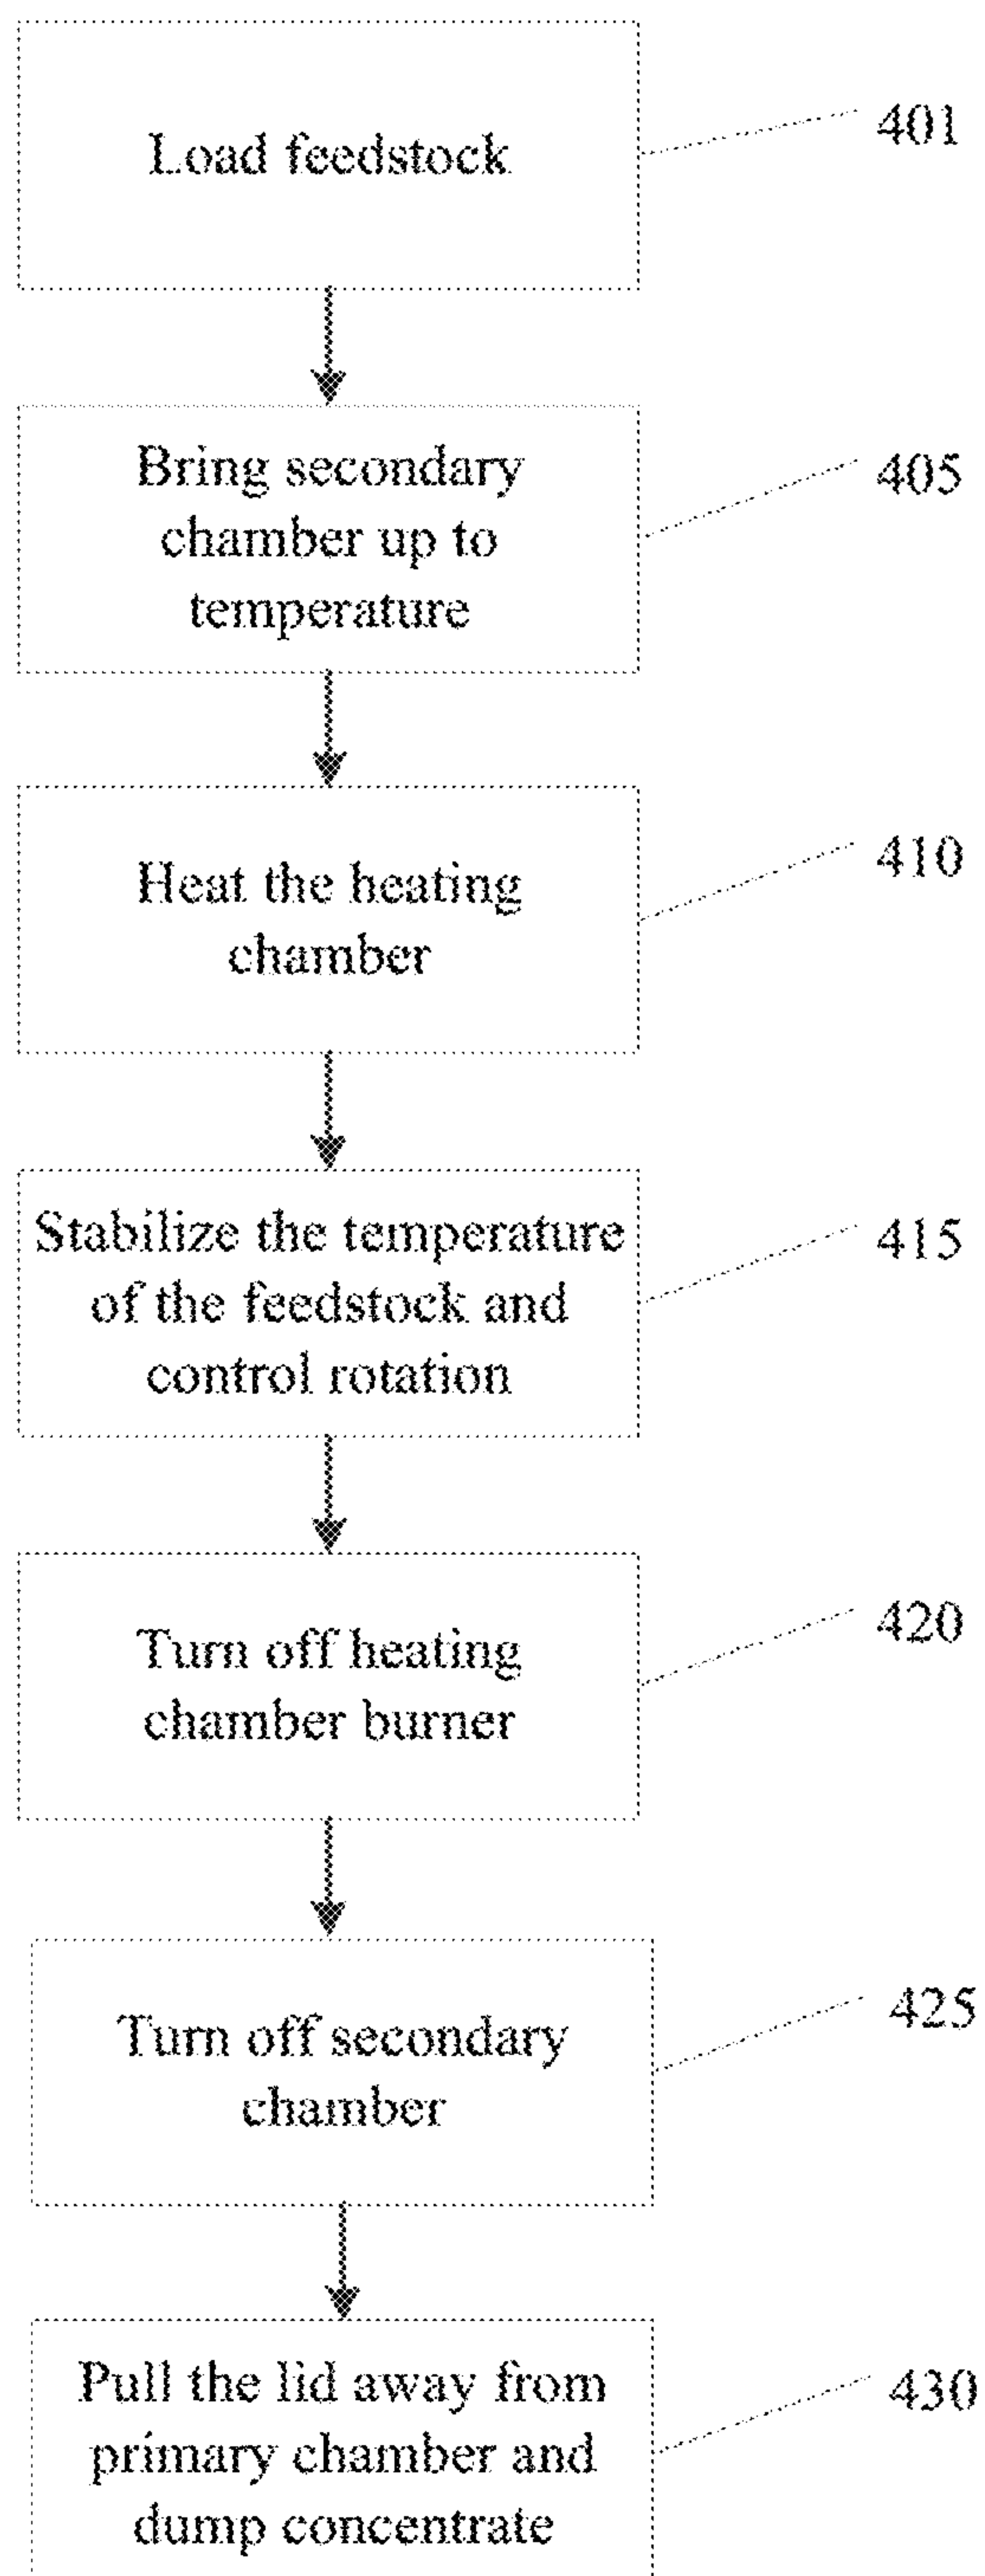 Load feedstock
401
Bring secondary
chamber up to
temperature
405
Heat the heating
chamber
410
Stabilize the temperature
of the feedstock and
control rotation
415
Turn off heating
chamber burner
420
Turn off secondary
chamber
425
Pull the lid away from
primary chamber and
dump concentrate
430